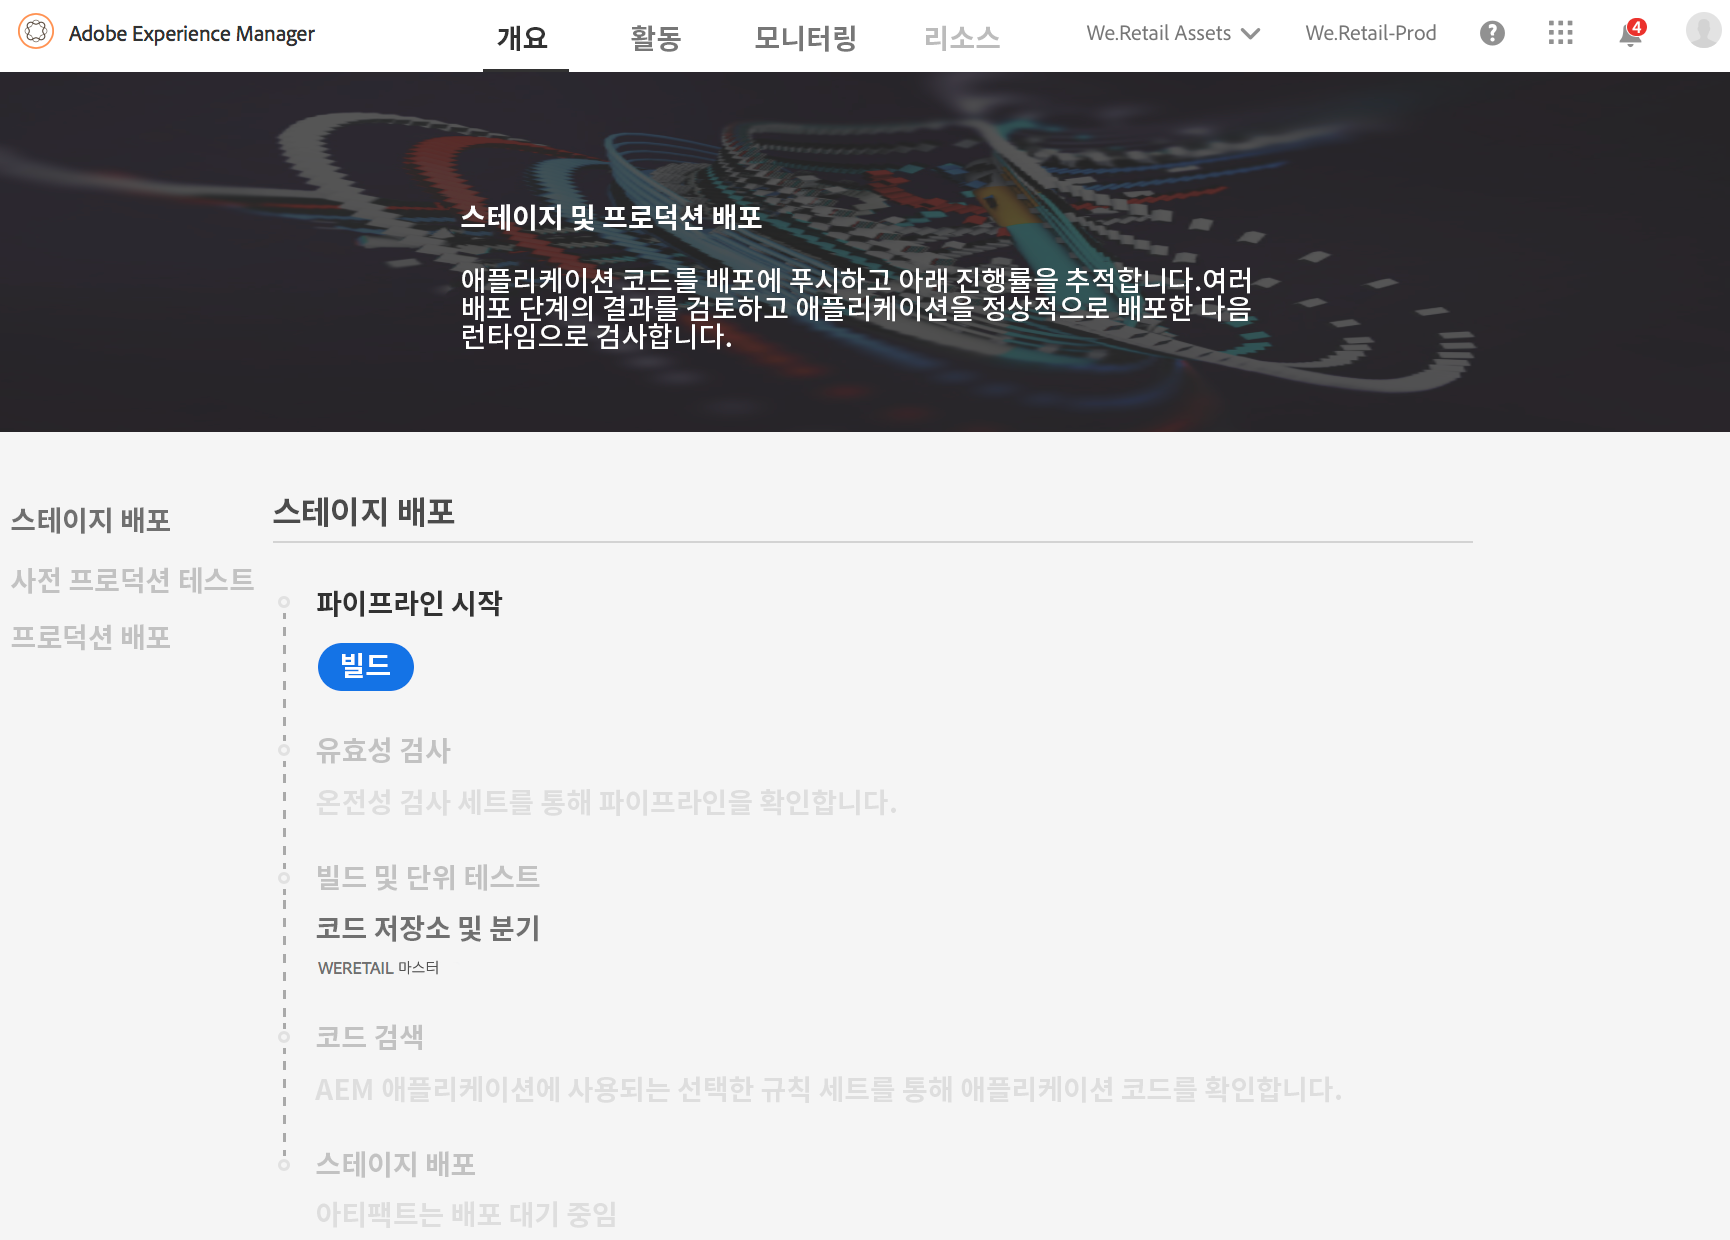 Adobe Experience Manager
개요
활동
모니터링
리소스
We.Retail Assets
We.Retail-Prod
?
4
스테이지 및 프로덕션 배포
애플리케이션 코드를 배포에 푸시하고 아래 진행률을 추적합니다.여러
배포 단계의 결과를 검토하고 애플리케이션을 정상적으로 배포한 다음
런타임으로 검사합니다.
스테이지 배포
사전 프로덕션 테스트
프로덕션 배포
스테이지 배포
파이프라인 시작
빌드
유효성 검사
온전성 검사 세트를 통해 파이프라인을 확인합니다.
빌드 및 단위 테스트
코드 저장소 및 분기
WERETAIL 마스터
코드 검색
AEM 애플리케이션에 사용되는 선택한 규칙 세트를 통해 애플리케이션 코드를 확인합니다.
스테이지 배포
아티팩트는 배포 대기 중임